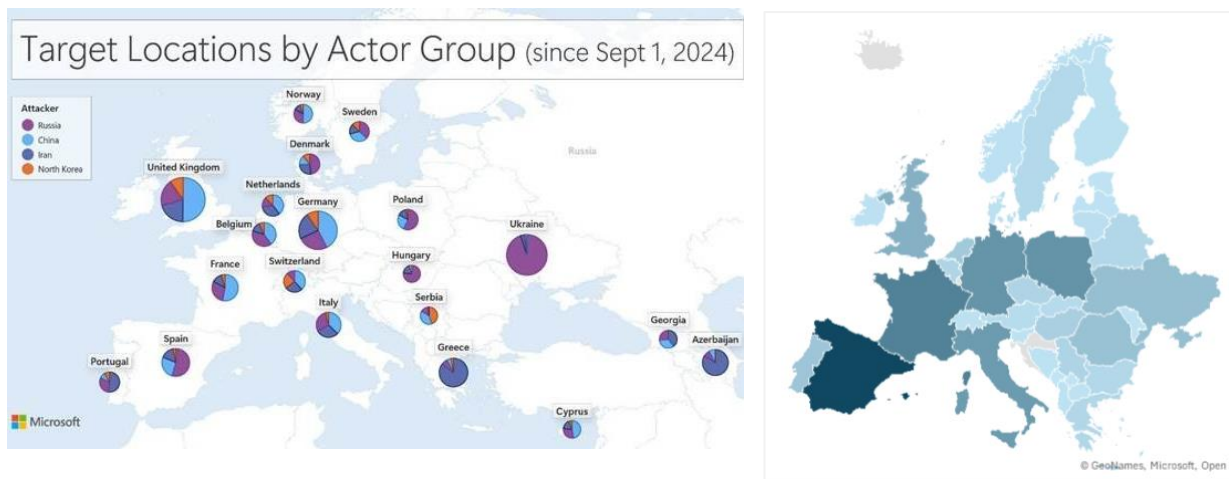 Target Locations by Actor Group (since Sept 1, 2024)
Attacker
Russia
China
Iran
North Korea
Norway
Sweden
Russia
Denmark
United Kingdom
Netherlands
Germany
Poland
Belgium
Ukraine
France
Switzerland
Hungary
Italy
Serbia
Georgia
Azerbaijan
Spain
Greece
Portugal
Cyprus
Microsoft
© GeoNames, Microsoft, Open